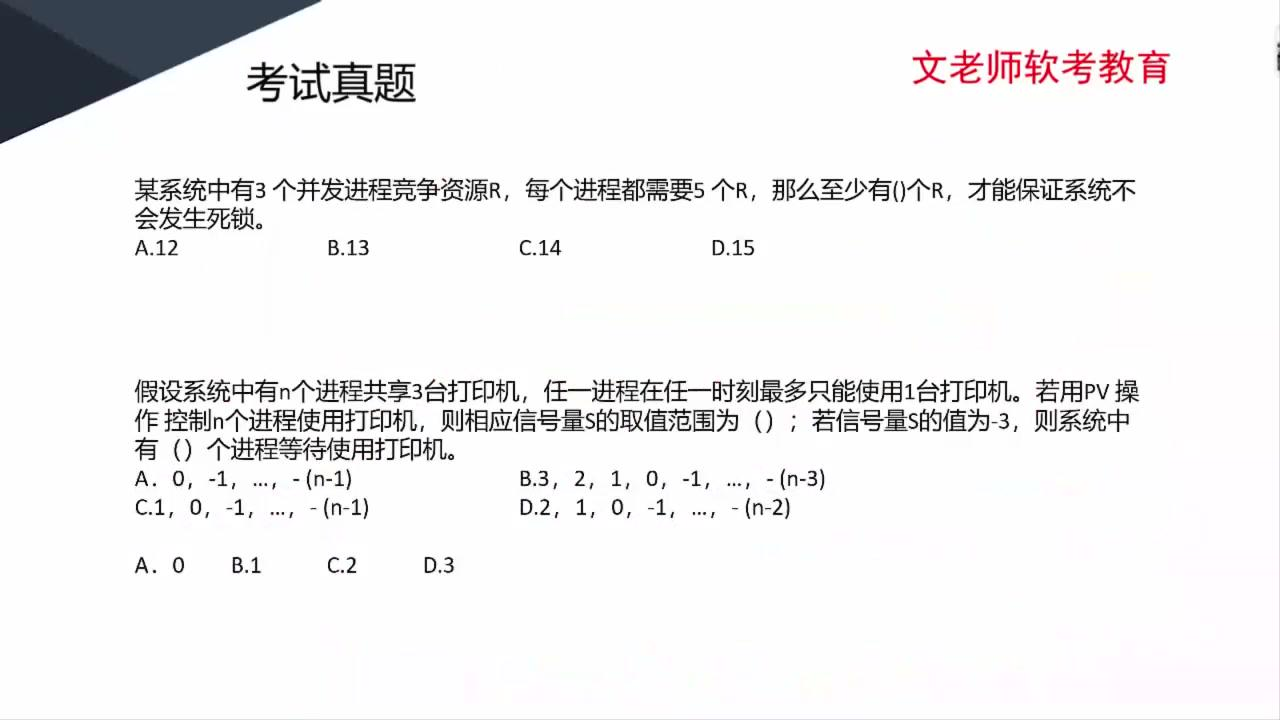 考试真题
文老师软考教育
某系统中有3 个并发进程竞争资源R，每个进程都需要5 个R，那么至少有()个R，才能保证系统不
会发生死锁。
A.12 B.13 C.14 D.15
假设系统中有n个进程共享3台打印机，任一进程在任一时刻最多只能使用1台打印机。若用PV 操
作 控制n个进程使用打印机，则相应信号量S的取值范围为（）；若信号量S的值为-3，则系统中
有（）个进程等待使用打印机。
A．0，-1，…，- (n-1) B.3，2，1，0，-1，…，- (n-3)
C.1，0，-1，…，- (n-1) D.2，1，0，-1，…，- (n-2)
A．0 B.1 C.2 D.3